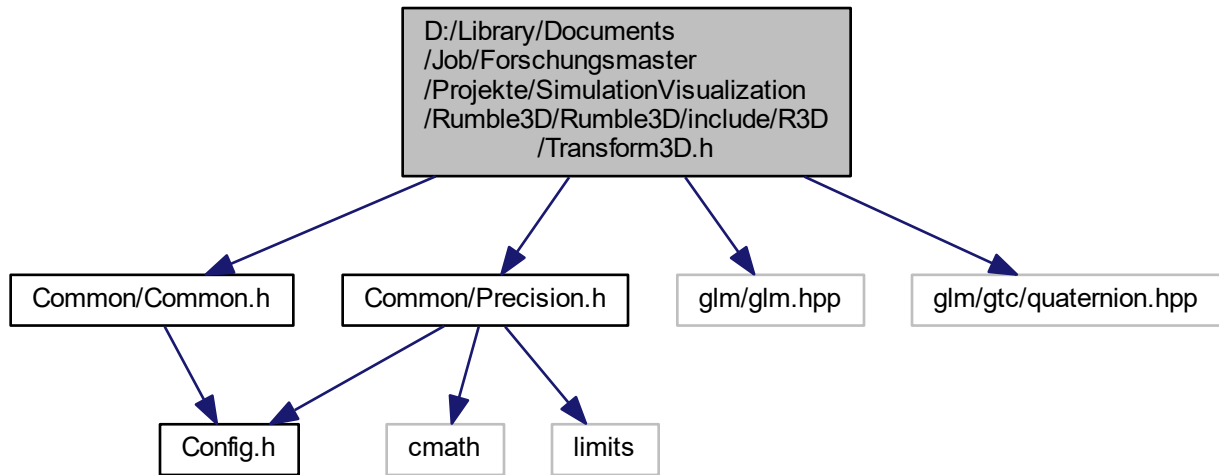 D:/Library/Documents
/Job/Forschungsmaster
/Projekte/SimulationVisualization
/Rumble3D/Rumble3D/include/R3D
/Transform3D.h
Common/Common.h
Common/Precision.h
glm/glm.hpp
glm/gtc/quaternion.hpp
Config.h
cmath
limits